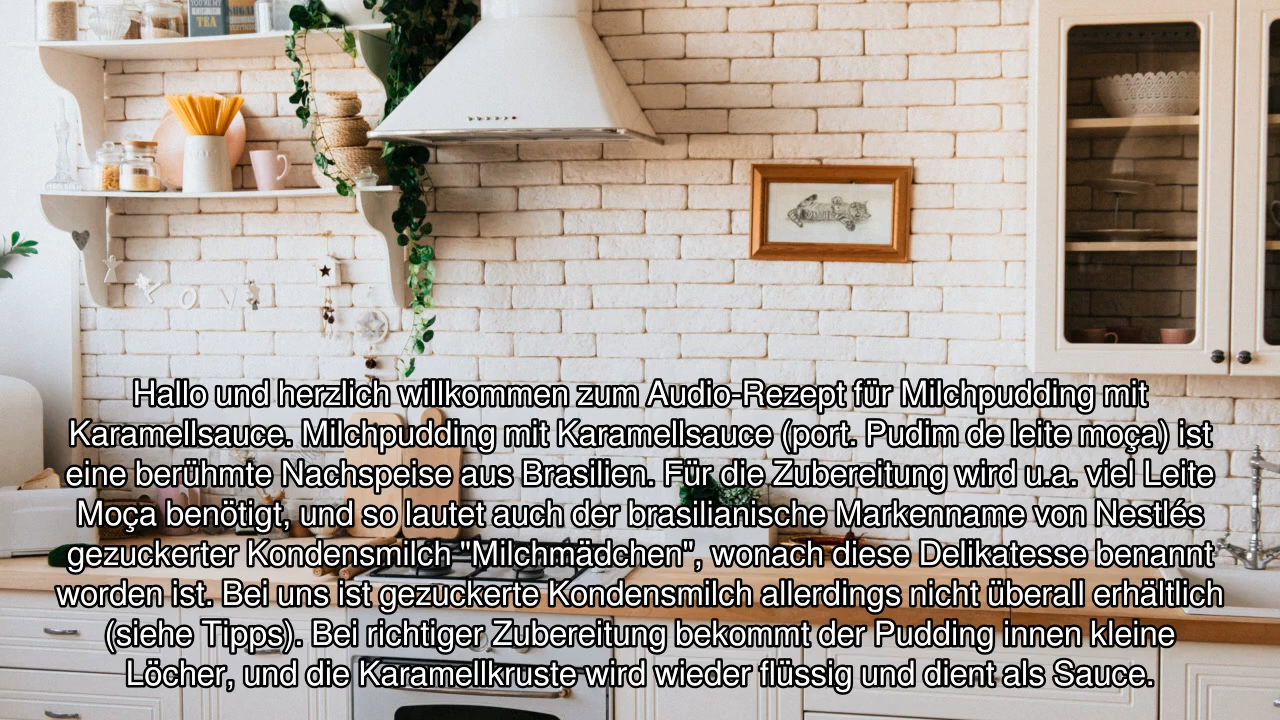 Hallo und herzlich willkommen zum Audio-Rezept für Milchpudding mit
Karamellsauce. Milchpudding mit Karamellsauce (port. Pudim de leite moça) ist
eine berühmte Nachspeise aus Brasilien. Für die Zubereitung wird u.a. viel Leite
Moça benötigt, und so lautet auch der brasilianische Markenname von Nestlés
gezuckerter Kondensmilch "Milchmädchen", wonach diese Delikatesse benannt
worden ist. Bei uns ist gezuckerte Kondensmilch allerdings nicht überall erhältlich
(siehe Tipps). Bei richtiger Zubereitung bekommt der Pudding innen kleine
Löcher, und die Karamellkruste wird wieder flüssig und dient als Sauce.